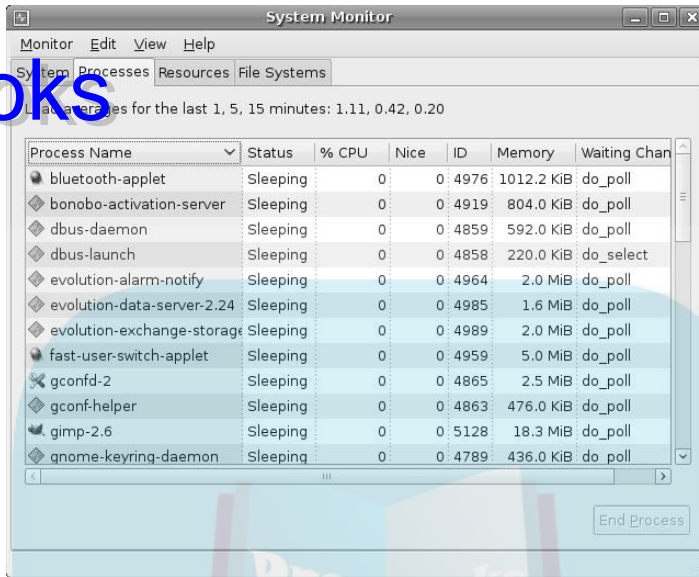 System Monitor
Monitor Edit View Help
System Processes Resources File Systems
oks
Load averages for the last 1, 5, 15 minutes: 1.11, 0.42, 0.20
Process Name Status % CPU Nice ID Memory Waiting Chan
bluetooth-applet Sleeping 0 0 4976 1012.2 KiB do_poll
bonobo-activation-server Sleeping 0 0 4919 804.0 KiB do_poll
dbus-daemon Sleeping 0 0 4859 592.0 KiB do_poll
dbus-launch Sleeping 0 0 4858 220.0 KiB do_select
evolution-alarm-notify Sleeping 0 0 4964 2.0 MiB do_poll
evolution-data-server-2.24 Sleeping 0 0 4985 1.6 MiB do_poll
evolution-exchange-storage Sleeping 0 0 4989 2.0 MiB do_poll
fast-user-switch-applet Sleeping 0 0 4959 5.0 MiB do_poll
gconfd-2 Sleeping 0 0 4865 2.5 MiB do_poll
gconf-helper Sleeping 0 0 4863 476.0 KiB do_poll
gimp-2.6 Sleeping 0 0 5128 18.3 MiB do_poll
gnome-keyring-daemon Sleeping 0 0 4789 436.0 KiB do_poll
End Process